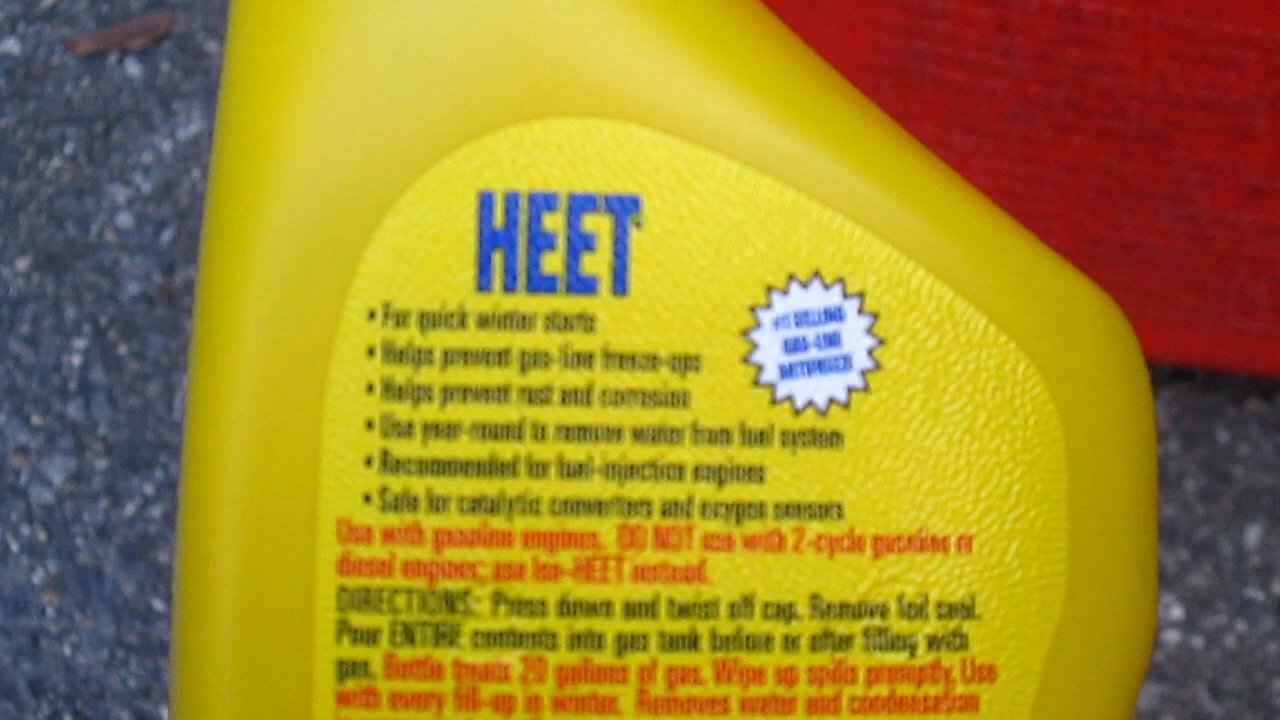 HEET
• For quick winter starts
• Helps prevent gas-line freeze-ups
• Helps prevent rust and corrosion
• Use year-round to remove water from fuel system
• Recommended for fuel-injection engines
• Safe for catalytic converters and oxygen sensors
SELLING
GAS-LINE
ANTIFREEZE
Use with gasoline engines. DO NOT use with 2-cycle gasoline or
diesel engines; use Iso-HEET instead.
DIRECTIONS: Press down and twist off cap. Remove foil seal.
Pour ENTIRE contents into gas tank before or after filling with
gas. Bottle treats 20 gallons of gas. Wipe up spills promptly. Use
with every fill-up in winter. Removes water and condensation